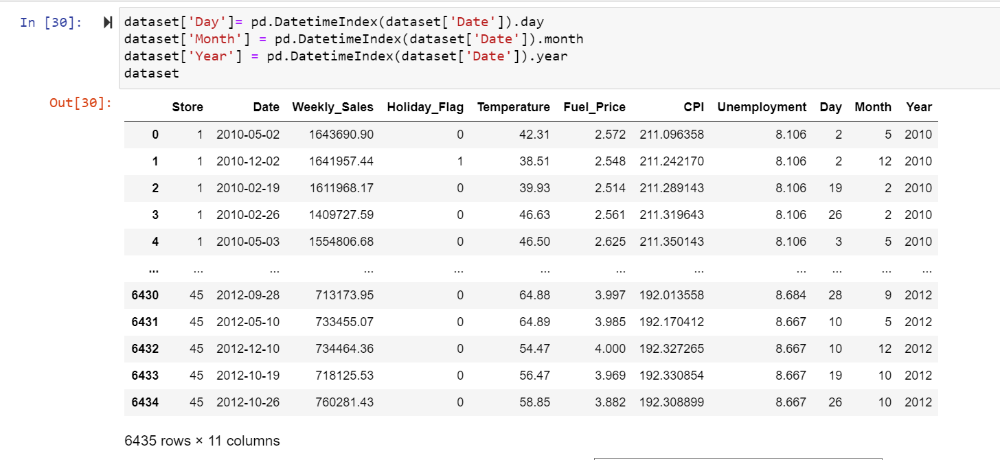 In [30]:
dataset['Day']= pd.DatetimeIndex(dataset['Date']).day
dataset['Month'] = pd.DatetimeIndex(dataset['Date']).month
dataset['Year'] = pd.DatetimeIndex(dataset['Date']).year
dataset
Out[30]:
Store Date Weekly_Sales Holiday_Flag Temperature Fuel_Price CPI Unemployment Day Month Year
0 1 2010-05-02 1643690.90 0 42.31 2.572 211.096358 8.106 2 5 2010
1 1 2010-12-02 1641957.44 1 38.51 2.548 211.242170 8.106 2 12 2010
2 1 2010-02-19 1611968.17 0 39.93 2.514 211.289143 8.106 19 2 2010
3 1 2010-02-26 1409727.59 0 46.63 2.561 211.319643 8.106 26 2 2010
4 1 2010-05-03 1554806.68 0 46.50 2.625 211.350143 8.106 3 5 2010
... ... ... ... ... ... ... ... ... ... ... ...
6430 45 2012-09-28 713173.95 0 64.88 3.997 192.013558 8.684 28 9 2012
6431 45 2012-05-10 733455.07 0 64.89 3.985 192.170412 8.667 10 5 2012
6432 45 2012-12-10 734464.36 0 54.47 4.000 192.327265 8.667 10 12 2012
6433 45 2012-10-19 718125.53 0 56.47 3.969 192.330854 8.667 19 10 2012
6434 45 2012-10-26 760281.43 0 58.85 3.882 192.308899 8.667 26 10 2012
6435 rows × 11 columns